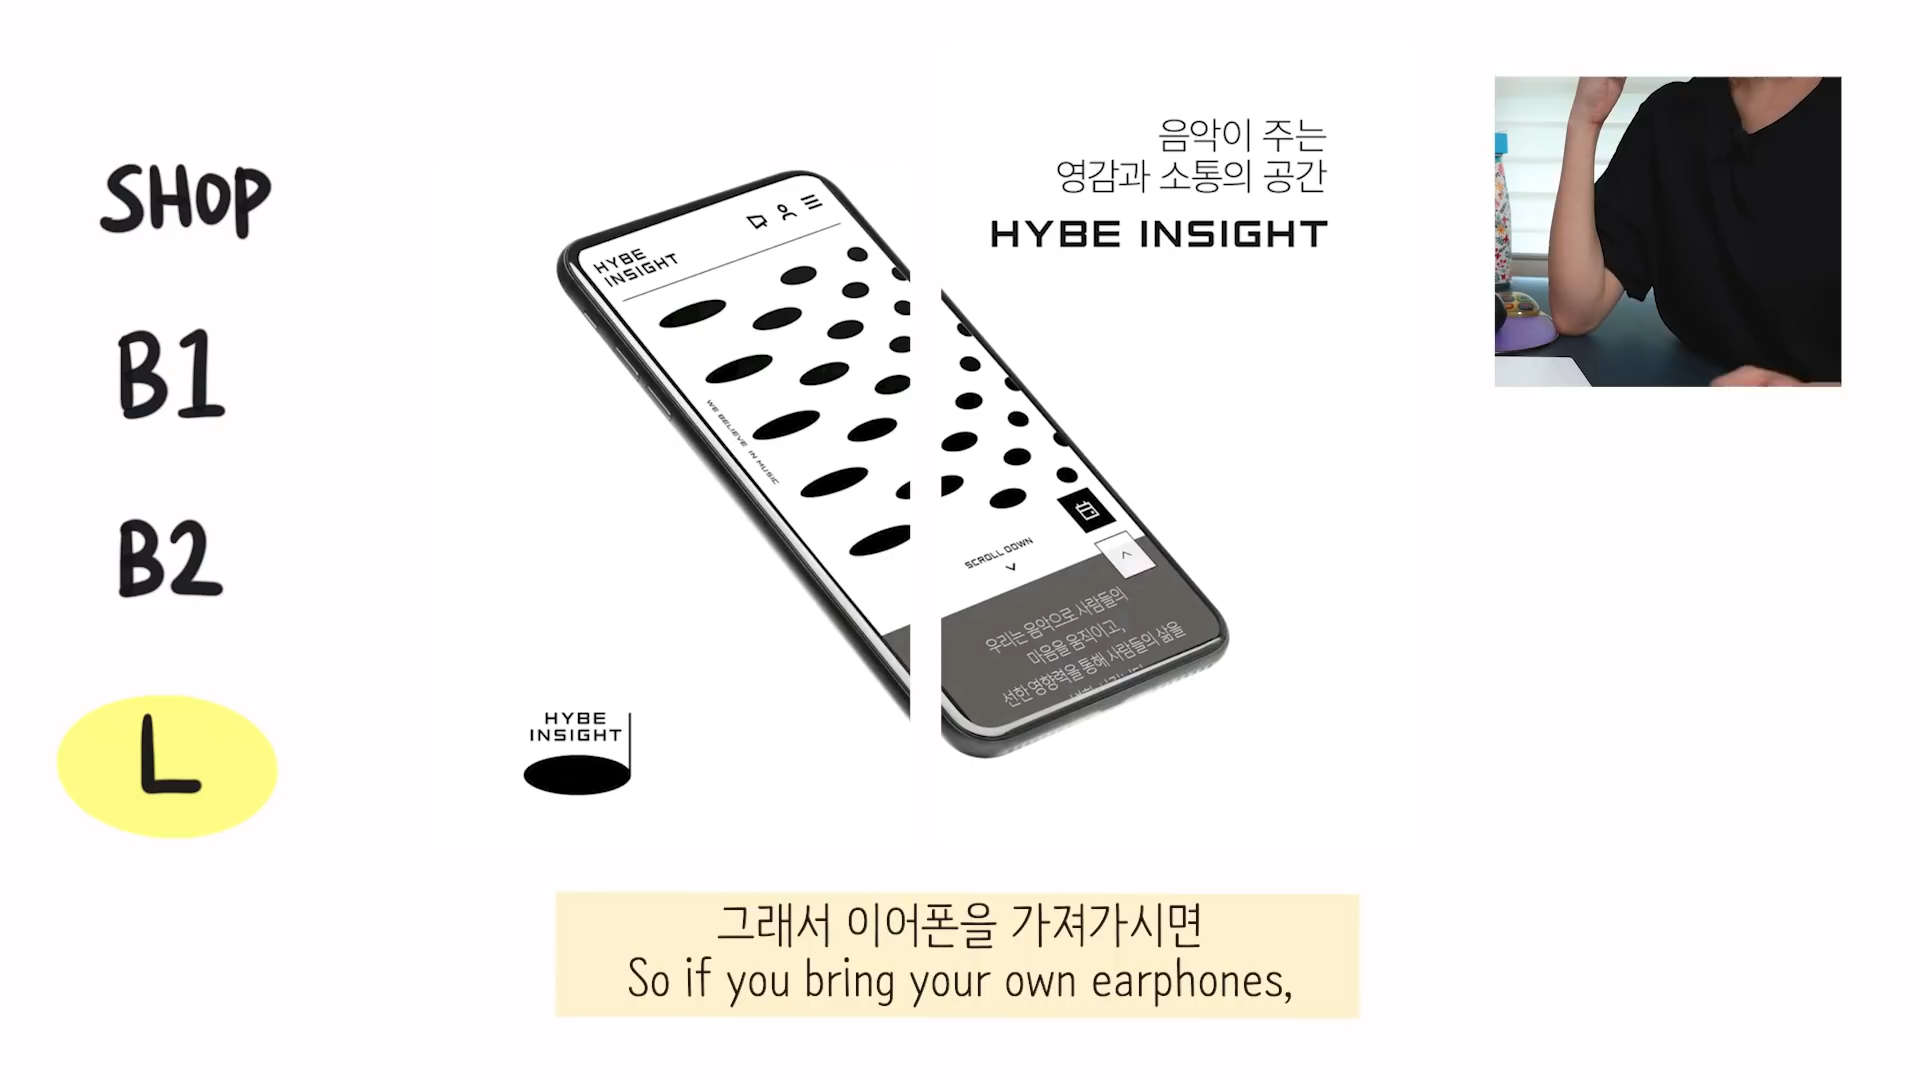 SHOP
B1
B2
L
음악이 주는
영감과 소통의 공간
HYBE INSIGHT
HYBE
INSIGHT
WE BELIEVE IN MUSIC
SCROLL DOWN
우리는 음악으로 사람들의
마음을 움직이고,
선한 영향력을 통해 사람들의 삶을
HYBE
INSIGHT
그래서 이어폰을 가져가시면
So if you bring your own earphones,